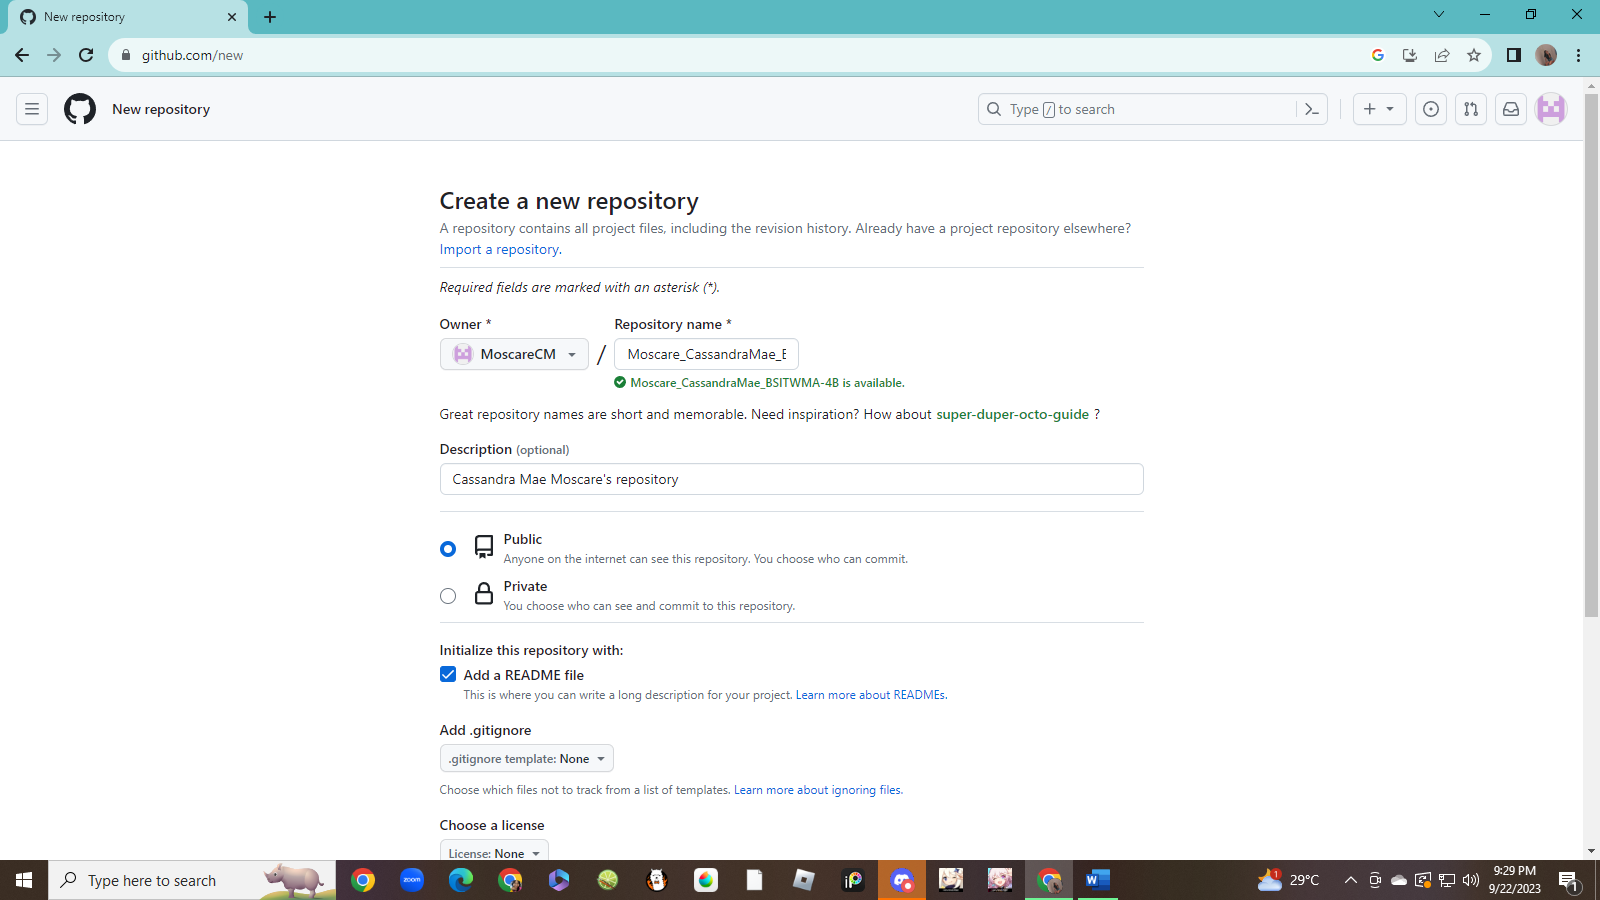 New repository
github.com/new
New repository
Type / to search
Create a new repository
A repository contains all project files, including the revision history. Already have a project repository elsewhere?
Import a repository.
Required fields are marked with an asterisk (*).
Owner *
Repository name *
MoscareCM
/
Moscare_CassandraMae_B
Moscare_CassandraMae_BSITWMA-4B is available.
Great repository names are short and memorable. Need inspiration? How about super-duper-octo-guide ?
Description (optional)
Cassandra Mae Moscare's repository
Public
Anyone on the internet can see this repository. You choose who can commit.
Private
You choose who can see and commit to this repository.
Initialize this repository with:
Add a README file
This is where you can write a long description for your project. Learn more about READMEs.
Add .gitignore
.gitignore template: None
Choose which files not to track from a list of templates. Learn more about ignoring files.
Choose a license
License: None
Type here to search
zoom
iP
W
1
29°C
9:29 PM
9/22/2023
1